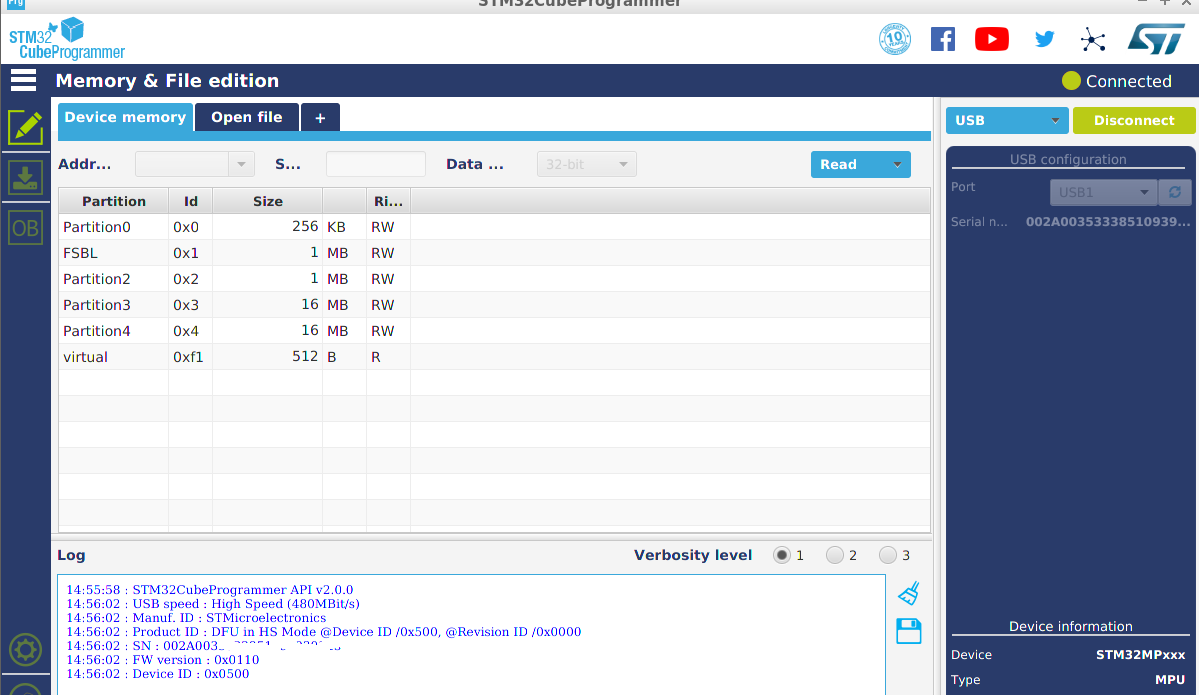 Prg
STM32CubeProgrammer
STM32
CubeProgrammer
10
Memory & File edition
Connected
Device memory
Open file
+
USB
Disconnect
Addr...
S...
Data ...
32-bit
Read
USB configuration
Port
USB1
Serial n...
002A00353338510939...
Partition Id Size Ri...
Partition0 0x0 256 KB RW
FSBL 0x1 1 MB RW
Partition2 0x2 1 MB RW
Partition3 0x3 16 MB RW
Partition4 0x4 16 MB RW
virtual 0xf1 512 B R
OB
Log
Verbosity level 1 2 3
14:55:58 : STM32CubeProgrammer API v2.0.0
14:56:02 : USB speed : High Speed (480MBit/s)
14:56:02 : Manuf. ID : STMicroelectronics
14:56:02 : Product ID : DFU in HS Mode @Device ID /0x500, @Revision ID /0x0000
14:56:02 : SN :
14:56:02 : FW version : 0x0110
14:56:02 : Device ID : 0x0500
Device information
Device STM32MPxxx
Type MPU